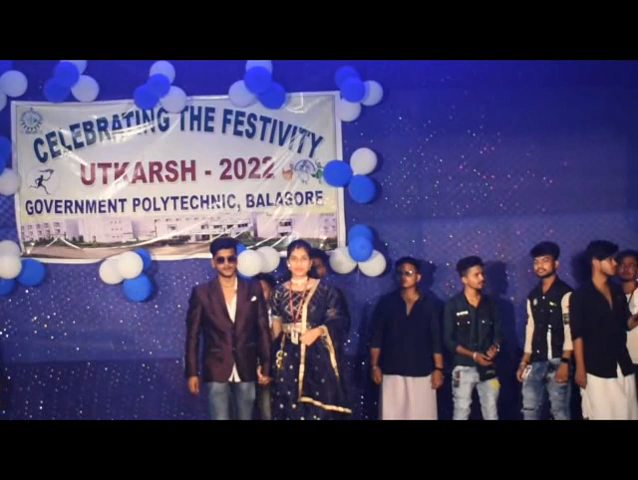 CELEBRATING THE FESTIVITY
UTKARSH - 2022
GOVERNMENT POLYTECHNIC, BALASORE